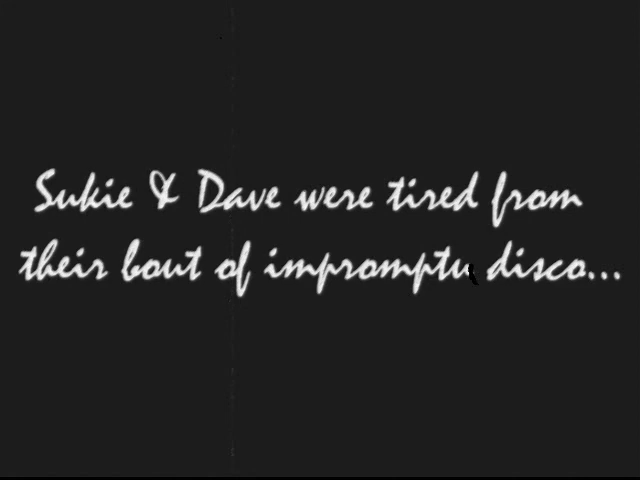 Sukie & Dave were tired from
their bout of impromptu disco...